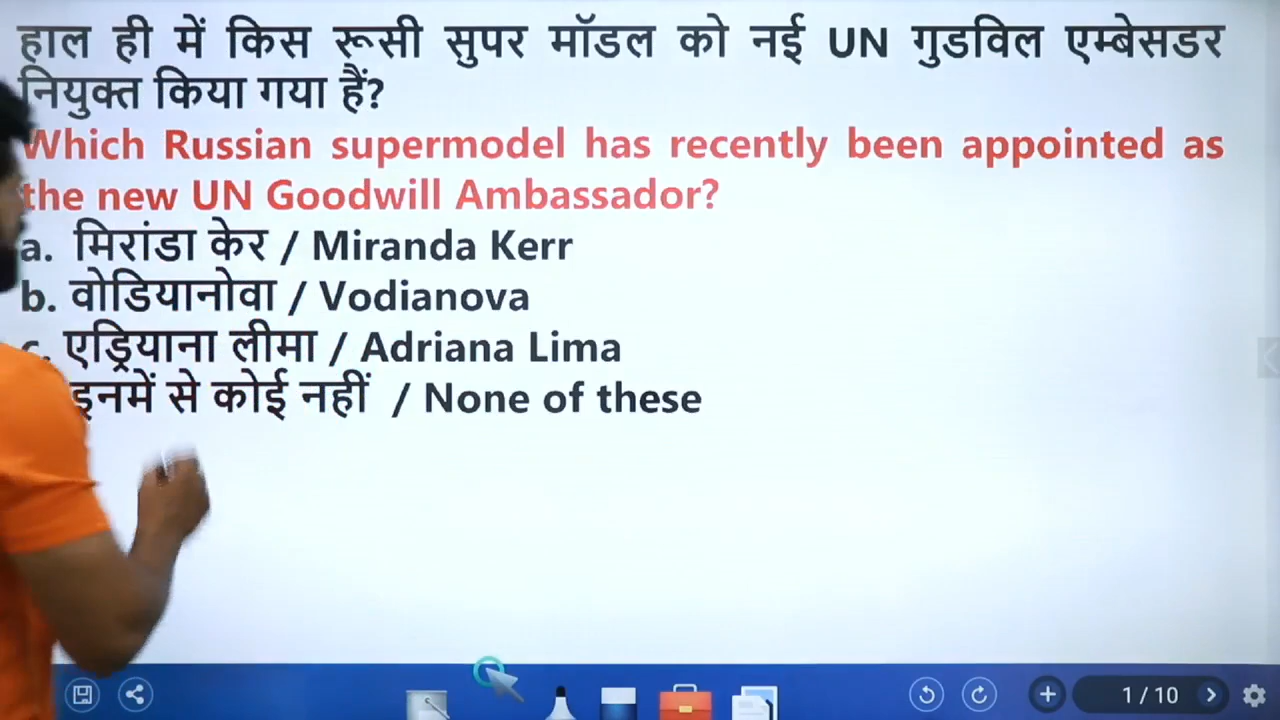 हाल ही में किस रूसी सुपर मॉडल को नई UN गुडविल एम्बेसडर
नियुक्त किया गया हैं?
Which Russian supermodel has recently been appointed as
the new UN Goodwill Ambassador?
a. मिरांडा केर / Miranda Kerr
b. वोडियानोवा / Vodianova
c. एड्रियाना लीमा / Adriana Lima
इनमें से कोई नहीं / None of these
1 / 10